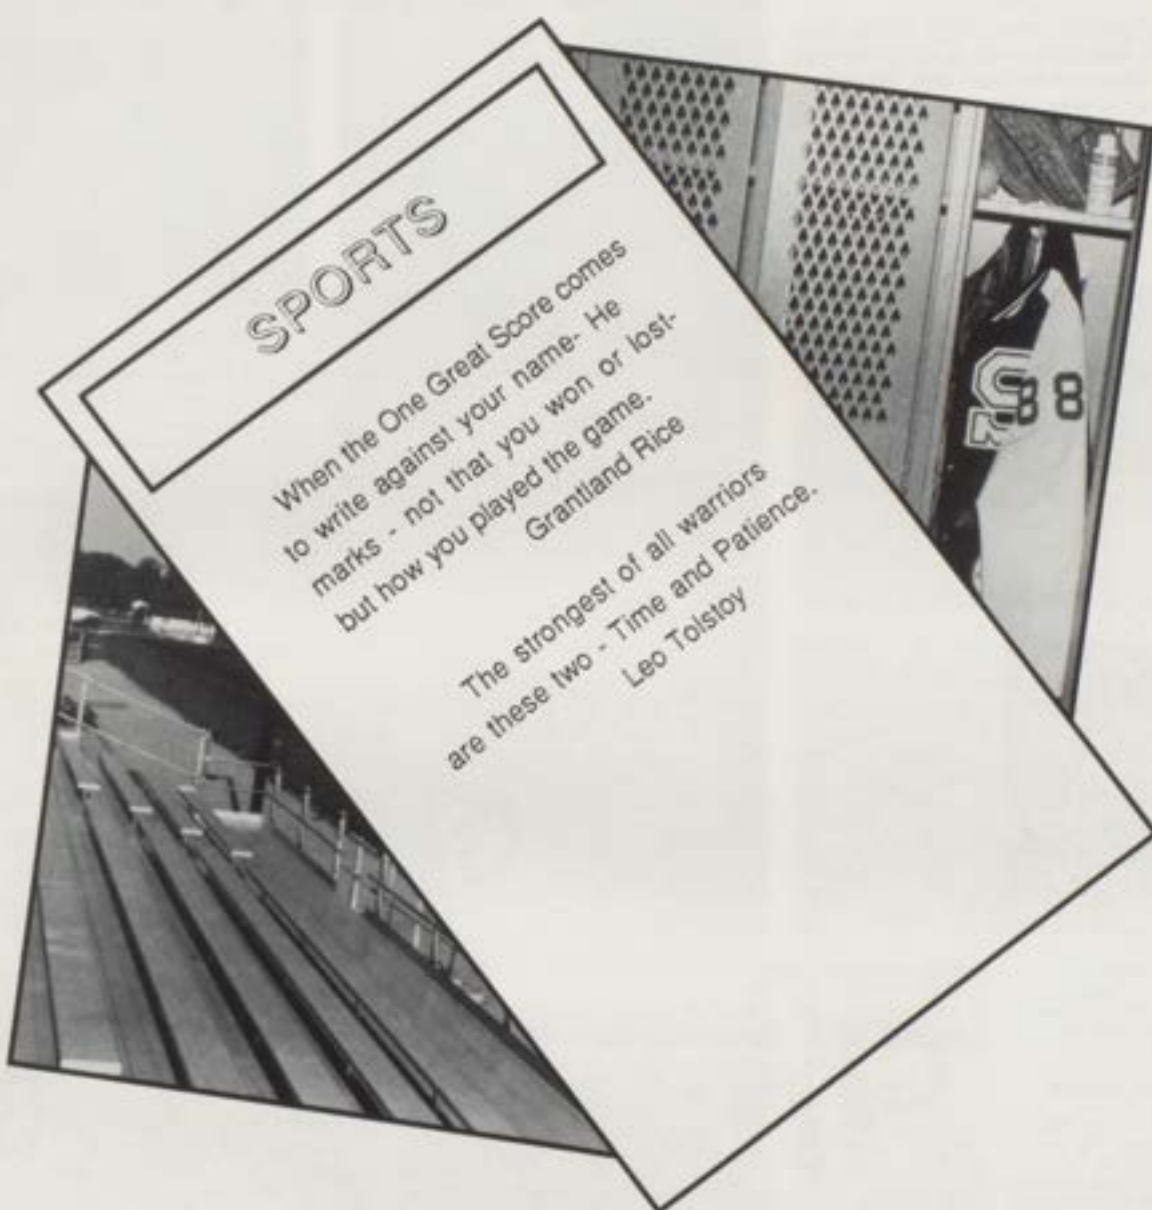 SPORTS
When the One Great Score comes
to write against your name- He
marks - not that you won or lost-
but how you played the game.
Grantland Rice
The strongest of all warriors
are these two - Time and Patience.
Leo Tolstoy
88